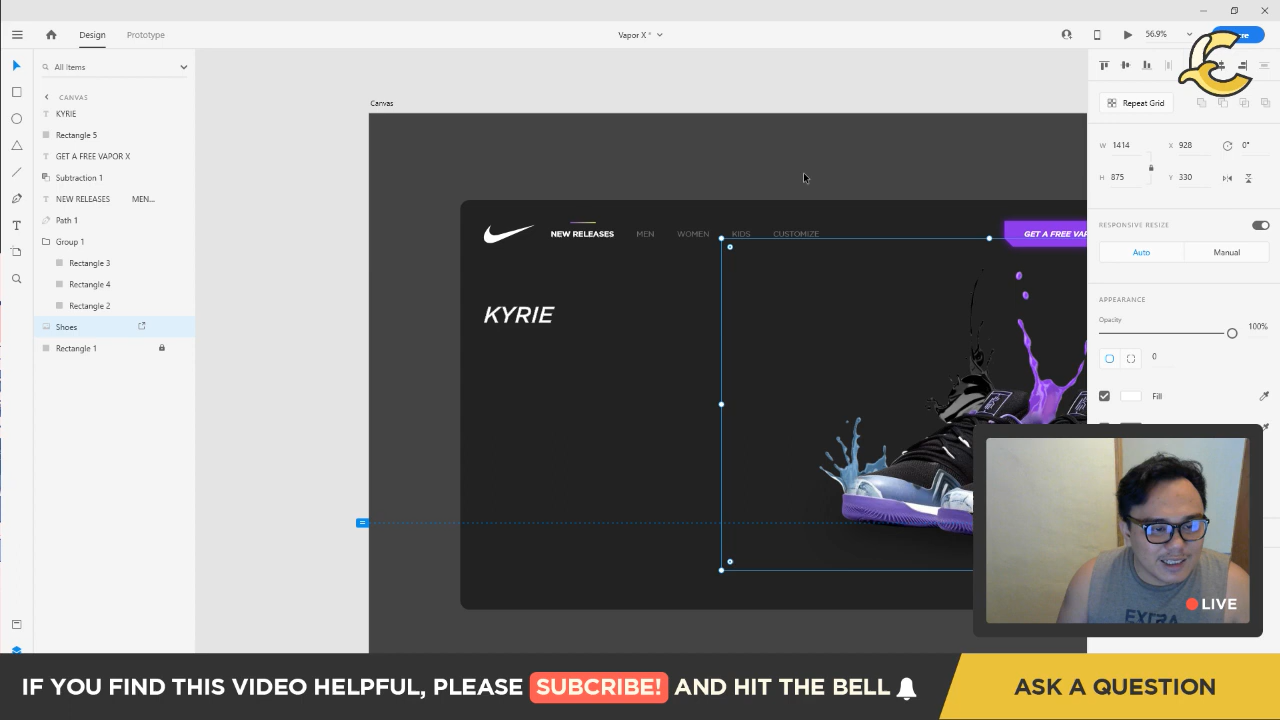 Design
Prototype
Vapor X *
56.9%
All Items
CANVAS
KYRIE
Rectangle 5
GET A FREE VAPOR X
Subtraction 1
NEW RELEASES MEN...
Path 1
Group 1
Rectangle 3
Rectangle 4
Rectangle 2
Shoes
Rectangle 1
Canvas
NEW RELEASES MEN WOMEN KIDS CUSTOMIZE
GET A FREE VAP
KYRIE
Repeat Grid
W 1414 X 928 0°
H 875 Y 330
RESPONSIVE RESIZE
Auto Manual
APPEARANCE
Opacity
100%
0
Fill
EXTRA
LIVE
IF YOU FIND THIS VIDEO HELPFUL, PLEASE SUBCRIBE! AND HIT THE BELL
ASK A QUESTION